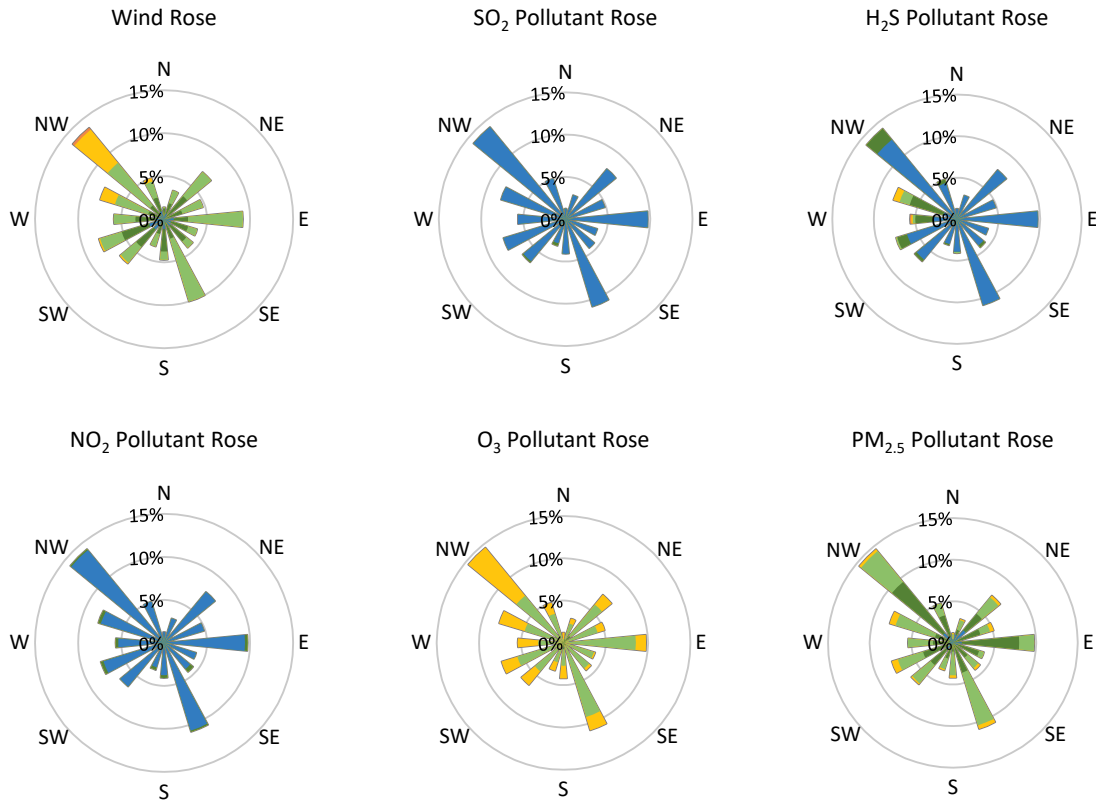 Wind Rose
N
15%
10%
5%
0%
NW
NE
W
E
SW
SE
S
SO₂ Pollutant Rose
N
15%
10%
5%
0%
NW
NE
W
E
SW
SE
S
H₂S Pollutant Rose
N
15%
10%
5%
0%
NW
NE
W
E
SW
SE
S
NO₂ Pollutant Rose
N
15%
10%
5%
0%
NW
NE
W
E
SW
SE
S
O₃ Pollutant Rose
N
15%
10%
5%
0%
NW
NE
W
E
SW
SE
S
PM₂.₅ Pollutant Rose
N
15%
10%
5%
0%
NW
NE
W
E
SW
SE
S